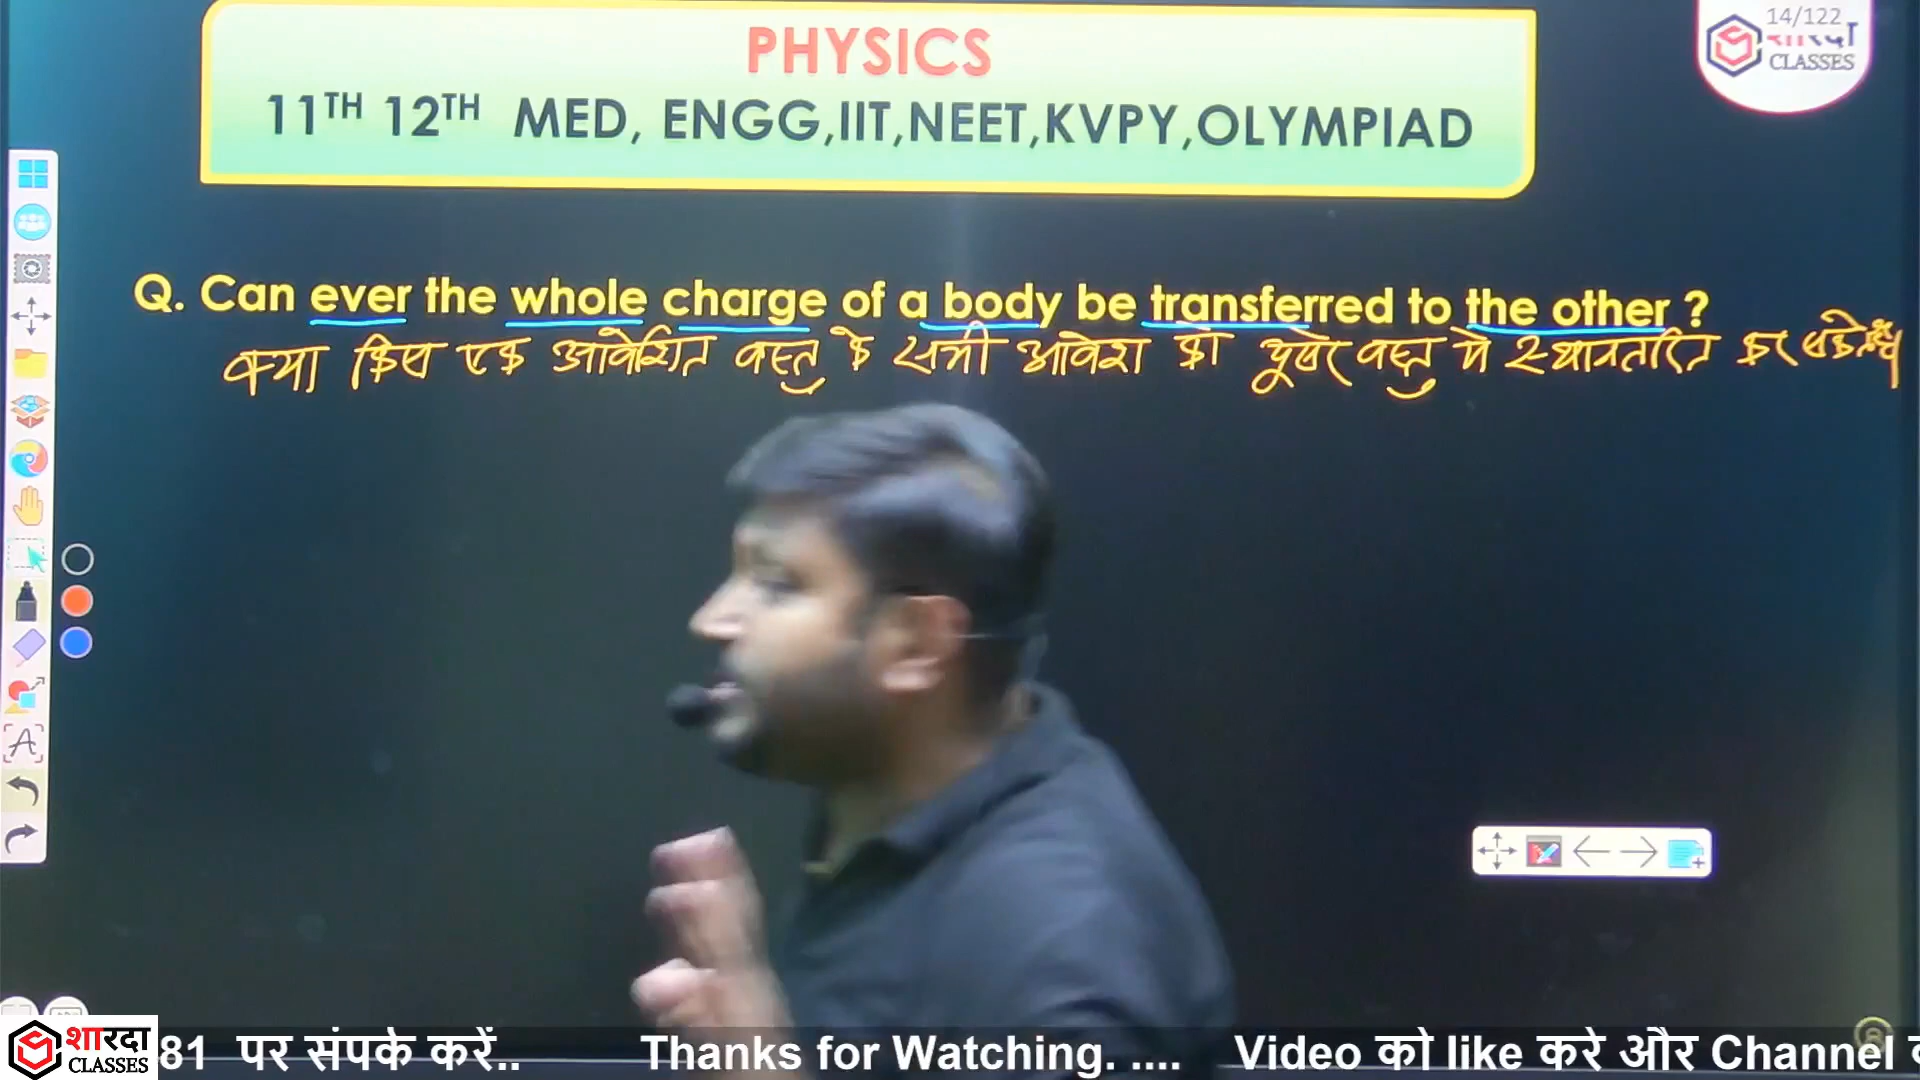 PHYSICS
11TH 12TH MED, ENGG,IIT,NEET,KVPY,OLYMPIAD
14/122
शारदा
CLASSES
Q. Can ever the whole charge of a body be transferred to the other ?
क्या किस एक आवेशित वस्तु के सभी आवेश को दूसरे वस्तु मे स्थानतरित कर
शारदा
CLASSES
81 पर संपर्क करें.. Thanks for Watching. .... Video को like करे और Channel